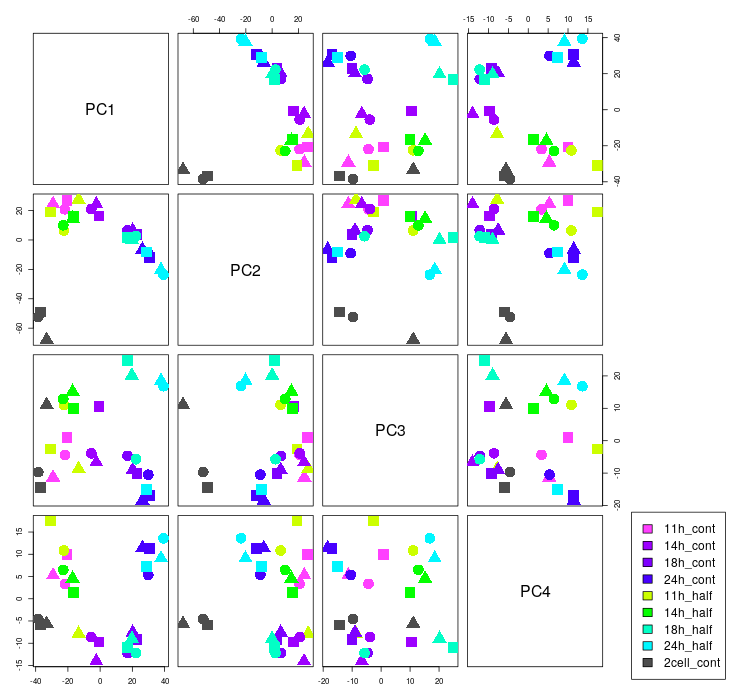 -60 -40 -20 0 20
-15 -10 -5 0 5 10 15
PC1
-40 -20 0 20 40
-60 -40 -20 0 20
PC2
PC3
-20 -10 0 10 20
-15 -10 -5 0 5 10 15
PC4
-40 -20 0 20 40
-20 -10 0 10 20
11h_cont
14h_cont
18h_cont
24h_cont
11h_half
14h_half
18h_half
24h_half
2cell_cont